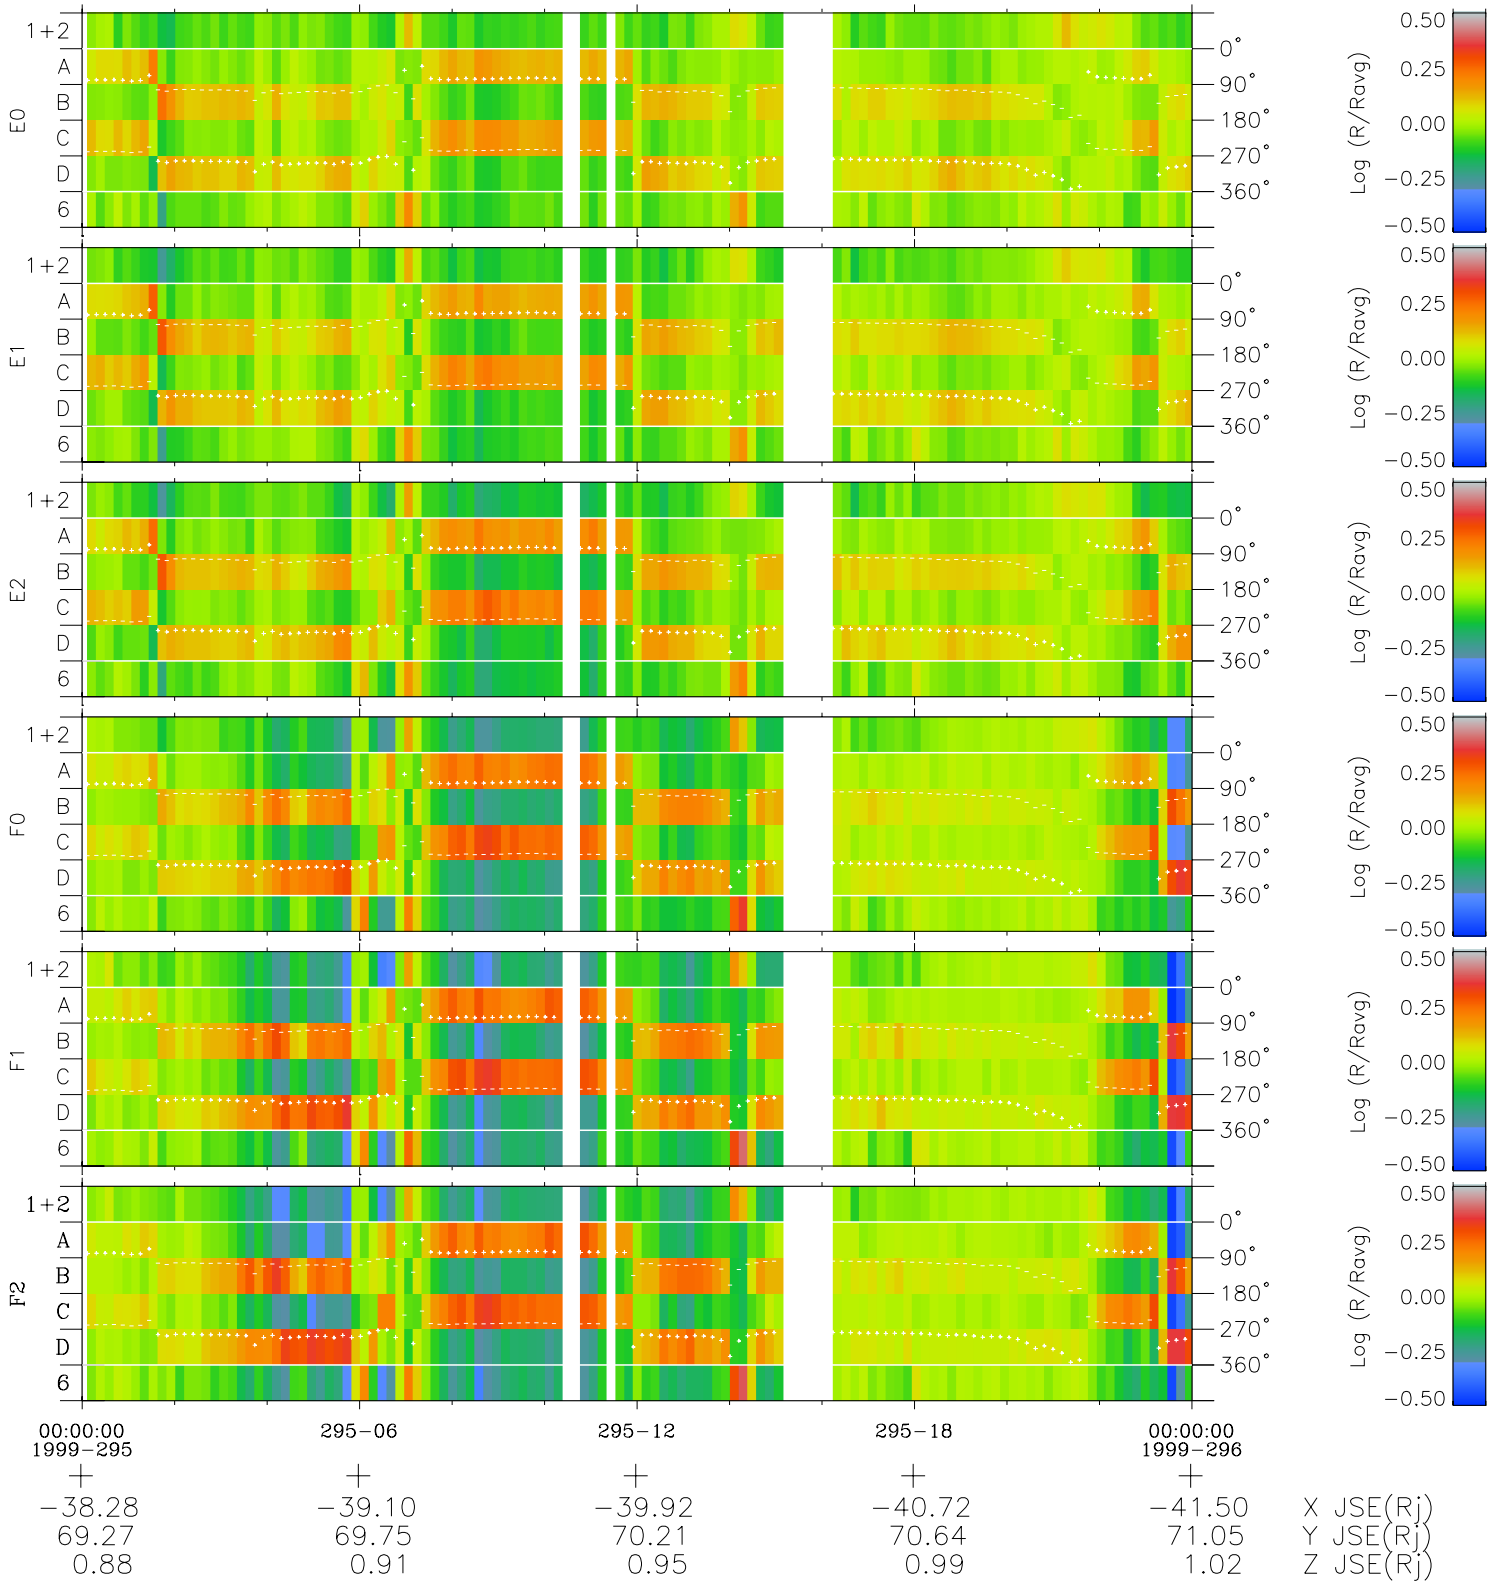 E0
1+2
A
B
C
D
6
0°
90°
180°
270°
360°
Log (R/Ravg)
0.50
0.25
0.00
−0.25
−0.50
E1
1+2
A
B
C
D
6
0°
90°
180°
270°
360°
Log (R/Ravg)
0.50
0.25
0.00
−0.25
−0.50
E2
1+2
A
B
C
D
6
0°
90°
180°
270°
360°
Log (R/Ravg)
0.50
0.25
0.00
−0.25
−0.50
F0
1+2
A
B
C
D
6
0°
90°
180°
270°
360°
Log (R/Ravg)
0.50
0.25
0.00
−0.25
−0.50
F1
1+2
A
B
C
D
6
0°
90°
180°
270°
360°
Log (R/Ravg)
0.50
0.25
0.00
−0.25
−0.50
F2
1+2
A
B
C
D
6
0°
90°
180°
270°
360°
Log (R/Ravg)
0.50
0.25
0.00
−0.25
−0.50
00:00:00 295−06 295−12 295−18 00:00:00
1999−295 1999−296
−38.28 −39.10 −39.92 −40.72 −41.50 X JSE(Rj)
69.27 69.75 70.21 70.64 71.05 Y JSE(Rj)
0.88 0.91 0.95 0.99 1.02 Z JSE(Rj)